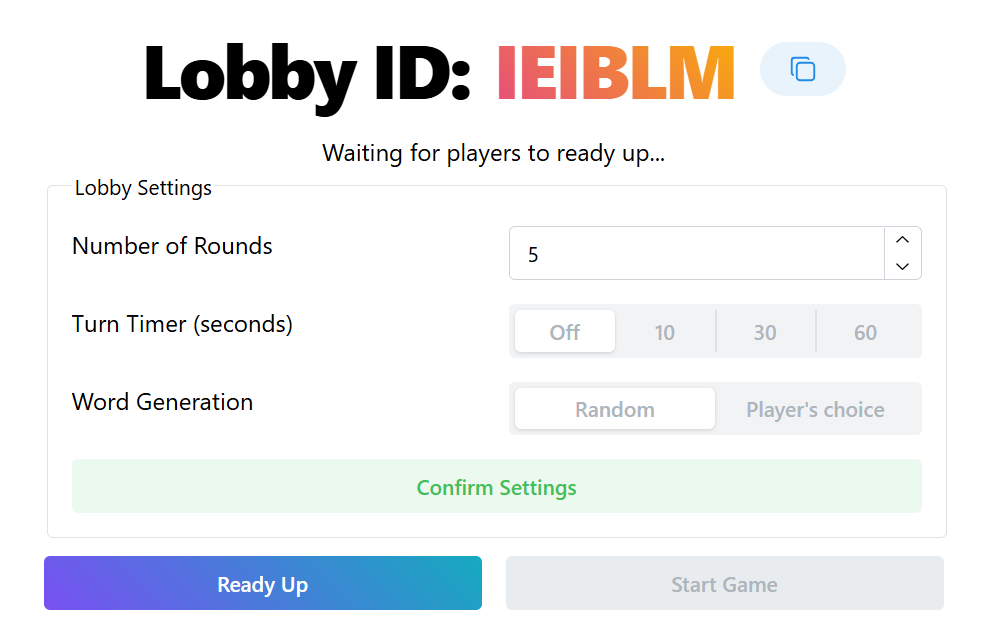 Lobby ID: IEIBLM
Waiting for players to ready up...
Lobby Settings
Number of Rounds 5
Turn Timer (seconds) Off 10 30 60
Word Generation Random Player's choice
Confirm Settings
Ready Up Start Game